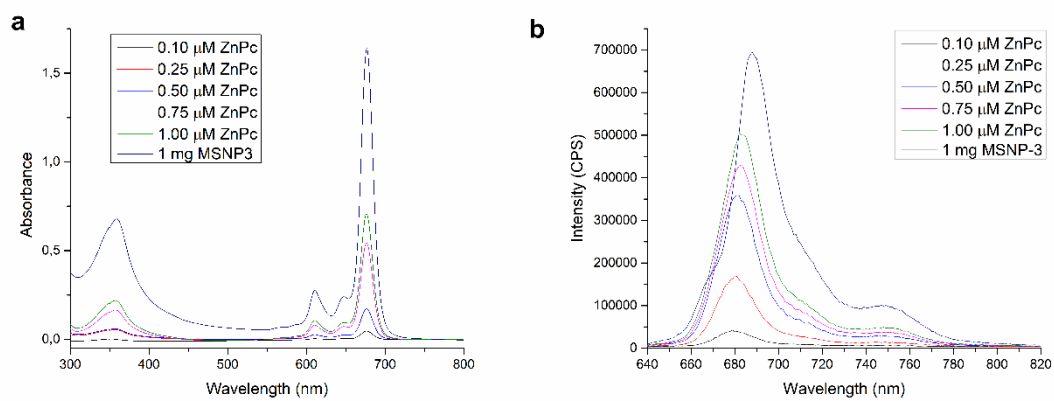 a
0.10 μM ZnPc
0.25 μM ZnPc
0.50 μM ZnPc
0.75 μM ZnPc
1.00 μM ZnPc
1 mg MSNP3
1,5
1,0
0,5
0,0
Absorbance
300 400 500 600 700 800
Wavelength (nm)
b
0.10 μM ZnPc
0.25 μM ZnPc
0.50 μM ZnPc
0.75 μM ZnPc
1.00 μM ZnPc
1 mg MSNP-3
700000
600000
500000
400000
300000
200000
100000
0
Intensity (CPS)
640 660 680 700 720 740 760 780 800 820
Wavelength (nm)